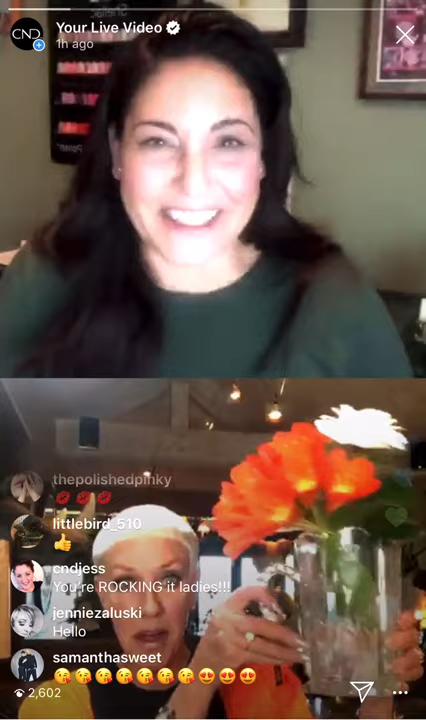 CND
Your Live Video
1h ago
thepolishedpinky
💋 💋 💋
littlebird_510
👍
cndjess
You're ROCKING it ladies!!!
jenniezaluski
Hello
samanthasweet
😘😘😘😘😘😘😘😍😍😍
2,602